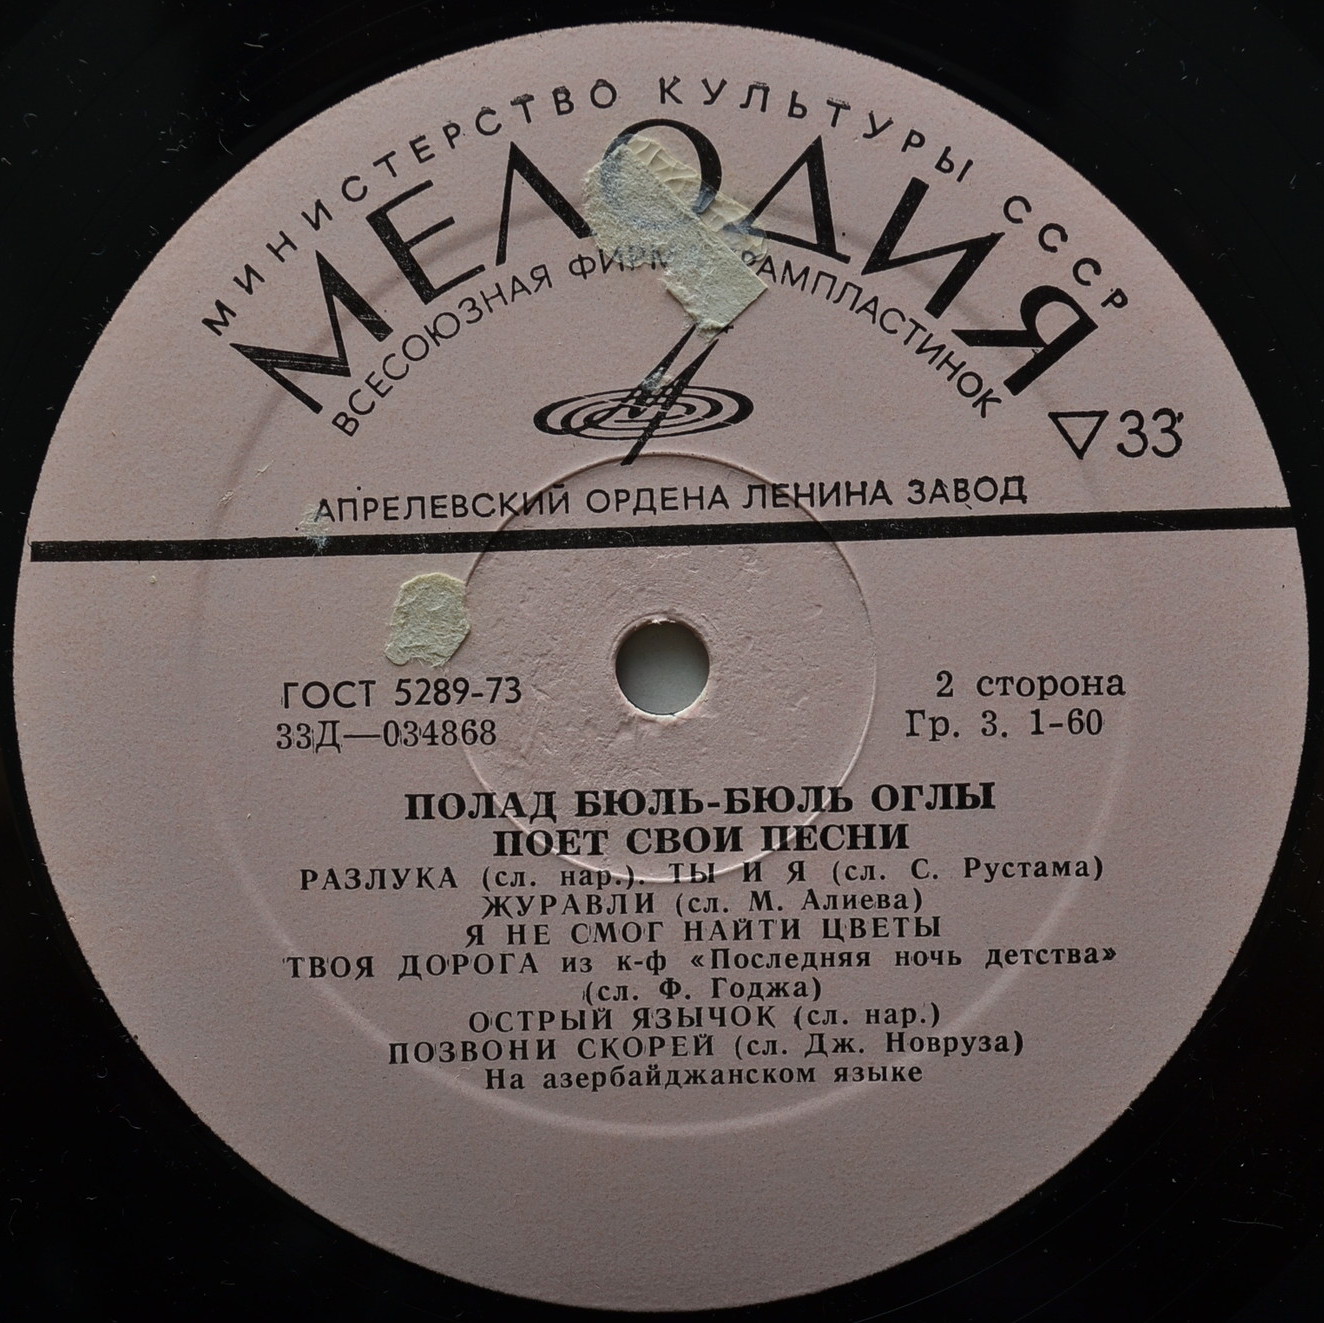 МИНИСТЕРСТВО КУЛЬТУРЫ СССР
МЕЛОДИЯ
ВСЕСОЮЗНАЯ ФИРМ РАМПЛАСТИНОК
▽33
АПРЕЛЕВСКИЙ ОРДЕНА ЛЕНИНА ЗАВОД
ГОСТ 5289-73
33Д—034868
2 сторона
Гр. 3. 1-60
ПОЛАД БЮЛЬ-БЮЛЬ ОГЛЫ
ПОЕТ СВОИ ПЕСНИ
РАЗЛУКА (сл. нар.). ТЫ И Я (сл. С. Рустама)
ЖУРАВЛИ (сл. М. Алиева)
Я НЕ СМОГ НАЙТИ ЦВЕТЫ
ТВОЯ ДОРОГА из к-ф «Последняя ночь детства»
(сл. Ф. Годжа)
ОСТРЫЙ ЯЗЫЧОК (сл. нар.)
ПОЗВОНИ СКОРЕЙ (сл. Дж. Новруза)
На азербайджанском языке